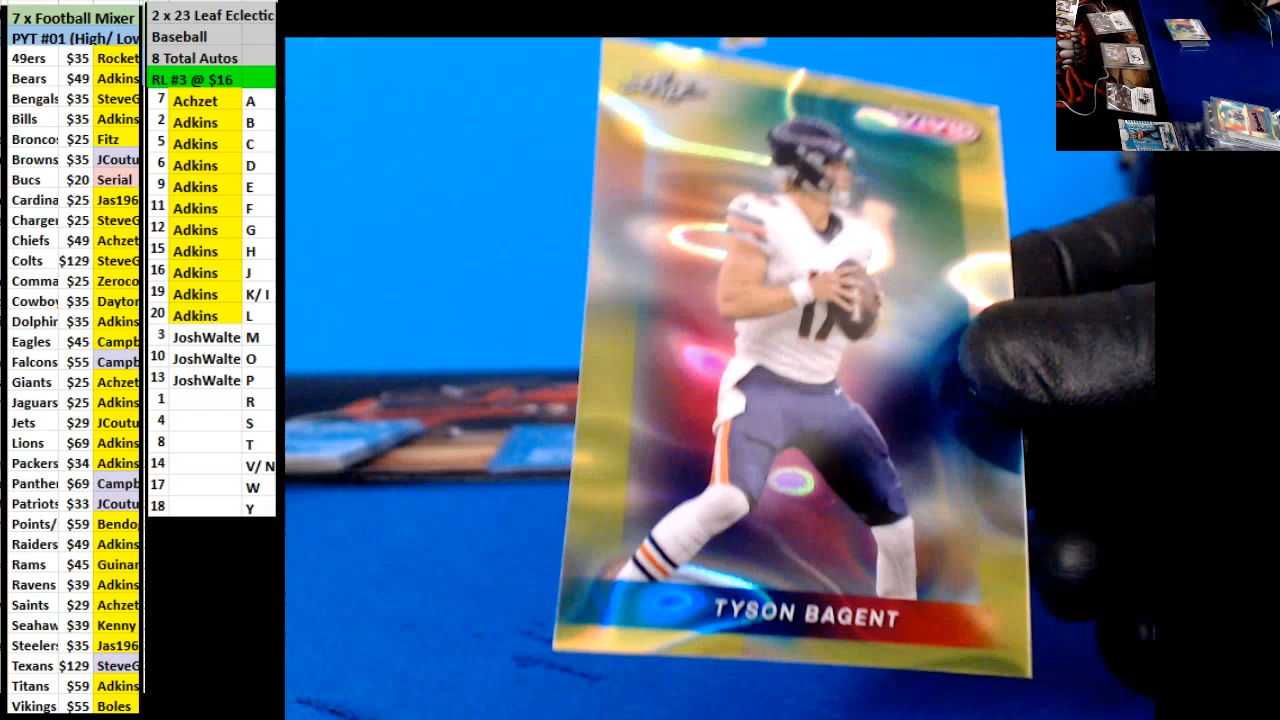 7 x Football Mixer
PYT #01 (High/ Lov
49ers $35 Rocket
Bears $49 Adkins
Bengals $35 SteveG
Bills $35 Adkins
Bronco: $25 Fitz
Browns $35 JCoutu
Bucs $20 Serial
Cardina $25 Jas196
Charger $25 SteveG
Chiefs $49 Achzet
Colts $129 SteveG
Comma $25 Zeroco
Cowboy $35 Dayton
Dolphin $35 Adkins
Eagles $45 Campb
Falcons $55 Campb
Giants $25 Achzet
Jaguars $25 Adkins
Jets $29 JCoutu
Lions $69 Adkins
Packers $34 Adkins
Panthe $69 Campb
Patriots $33 JCoutu
Points/ $59 Bendo
Raiders $49 Adkins
Rams $45 Guinar
Ravens $39 Adkins
Saints $29 Achzet
Seahaw $39 Kenny
Steeler: $35 Jas196
Texans $129 SteveG
Titans $59 Adkins
Vikings $55 Boles
2 x 23 Leaf Eclectic
Baseball
8 Total Autos
RL #3 @ $16
7 Achzet A
2 Adkins B
5 Adkins C
6 Adkins D
9 Adkins E
11 Adkins F
12 Adkins G
15 Adkins H
16 Adkins J
19 Adkins K/ I
20 Adkins L
3 JoshWalte M
10 JoshWalte O
13 JoshWalte P
1 R
4 S
8 T
14 V/ N
17 W
18 Y
Leaf
VIVID
17
TYSON BAGENT